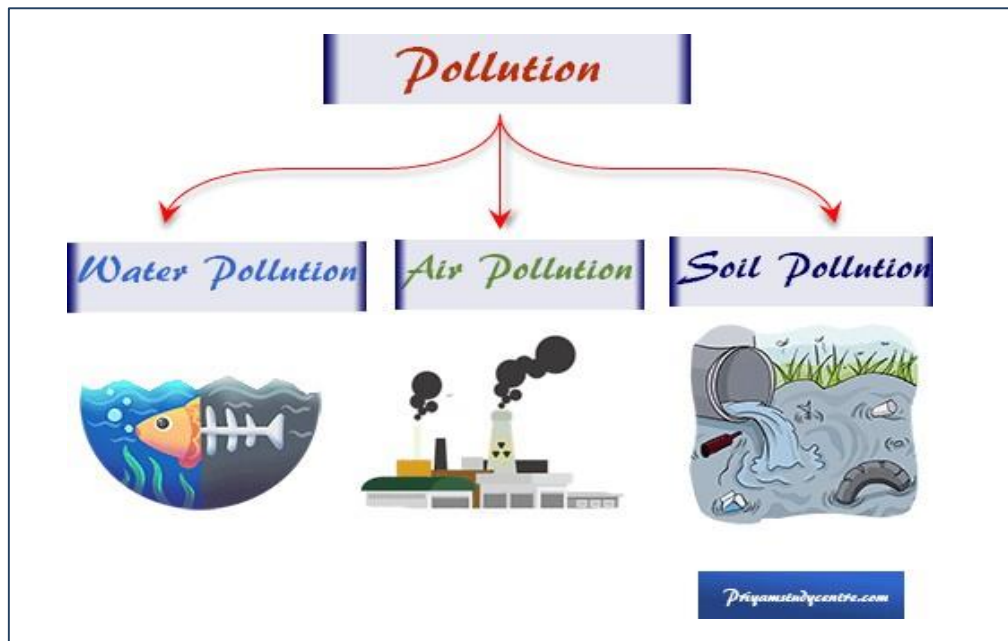 Pollution
Water Pollution
Air Pollution
Soil Pollution
Priyamstudycentre.com